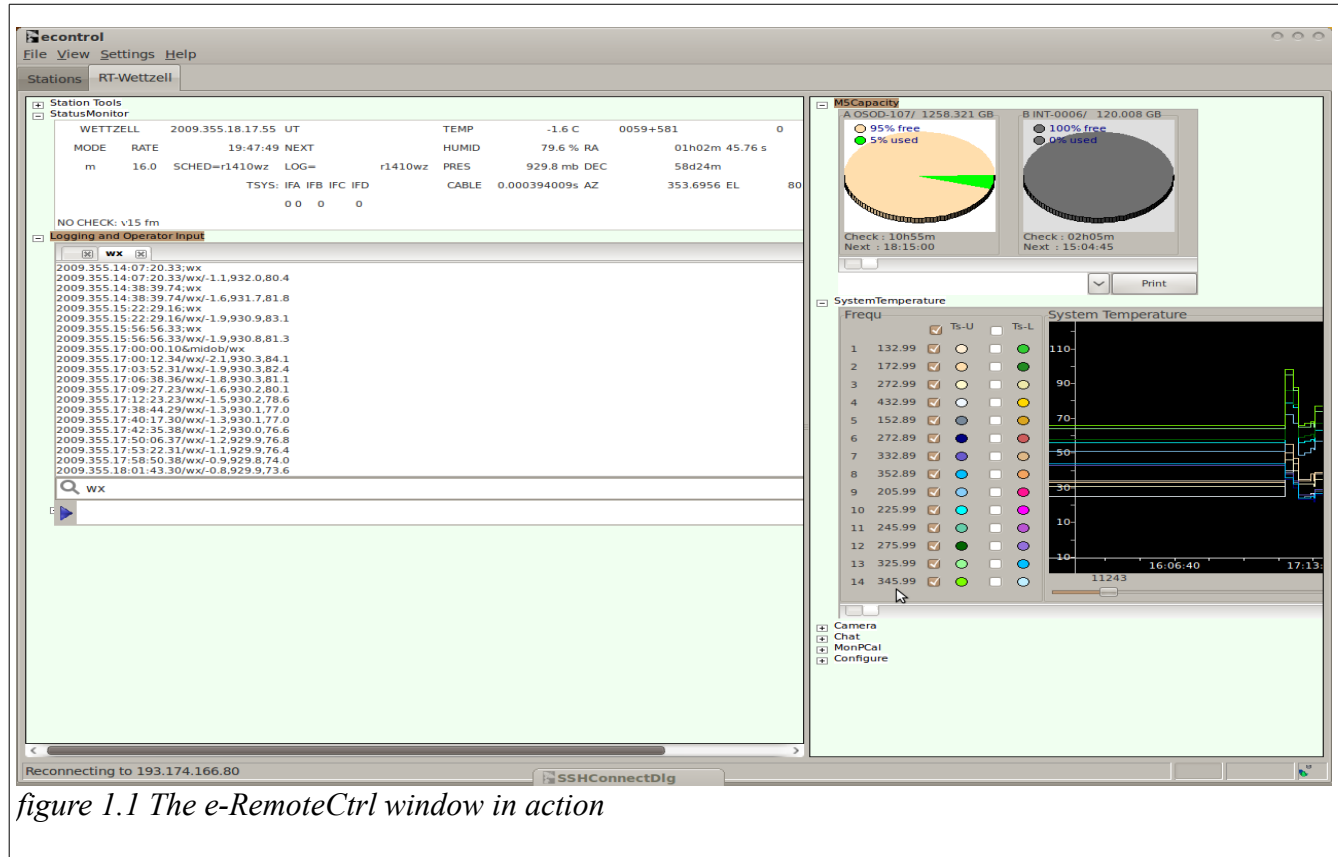 econtrol
File View Settings Help
Stations RT-Wettzell
Station Tools
StatusMonitor
WETTZELL 2009.355.18.17.55 UT TEMP -1.6 C 0059+581 0
MODE RATE 19:47:49 NEXT HUMID 79.6 % RA 01h02m 45.76 s
m 16.0 SCHED=r1410wz LOG= r1410wz PRES 929.8 mb DEC 58d24m
TSYS: IFA IFB IFC IFD CABLE 0.000394009s AZ 353.6956 EL 80
0 0 0 0
NO CHECK: v15 fm
Logging and Operator Input
wx
2009.355.14:07:20.33;wx
2009.355.14:07:20.33/wx/-1.1,932.0,80.4
2009.355.14:38:39.74;wx
2009.355.14:38:39.74/wx/-1.6,931.7,81.8
2009.355.15:22:29.16;wx
2009.355.15:22:29.16/wx/-1.9,930.9,83.1
2009.355.15:56:56.33;wx
2009.355.15:56:56.33/wx/-1.9,930.8,81.3
2009.355.17:00:00.10&midob/wx
2009.355.17:00:12.34/wx/-2.1,930.3,84.1
2009.355.17:03:52.31/wx/-1.9,930.3,82.4
2009.355.17:06:38.36/wx/-1.8,930.3,81.1
2009.355.17:09:27.23/wx/-1.6,930.2,80.1
2009.355.17:12:23.23/wx/-1.5,930.2,78.6
2009.355.17:38:44.29/wx/-1.3,930.1,77.0
2009.355.17:40:17.30/wx/-1.3,930.1,77.0
2009.355.17:42:35.38/wx/-1.2,930.0,76.6
2009.355.17:50:06.37/wx/-1.2,929.9,76.8
2009.355.17:53:22.31/wx/-1.1,929.9,76.4
2009.355.17:58:50.38/wx/-0.9,929.8,74.0
2009.355.18:01:43.30/wx/-0.8,929.9,73.6
wx
M5Capacity
A OSOD-107/ 1258.321 GB B INT-0006/ 120.008 GB
95% free 100% free
5% used 0% used
Check : 10h55m Check : 02h05m
Next : 18:15:00 Next : 15:04:45
Print
SystemTemperature
Frequ System Temperature
Ts-U Ts-L
1 132.99
2 172.99
3 272.99
4 432.99
5 152.89
6 272.89
7 332.89
8 352.89
9 205.99
10 225.99
11 245.99
12 275.99
13 325.99
14 345.99
110
90
70
50
30
10
10
16:06:40 17:13:
11243
Camera
Chat
MonPCal
Configure
Reconnecting to 193.174.166.80
SSHConnectDlg
figure 1.1 The e-RemoteCtrl window in action